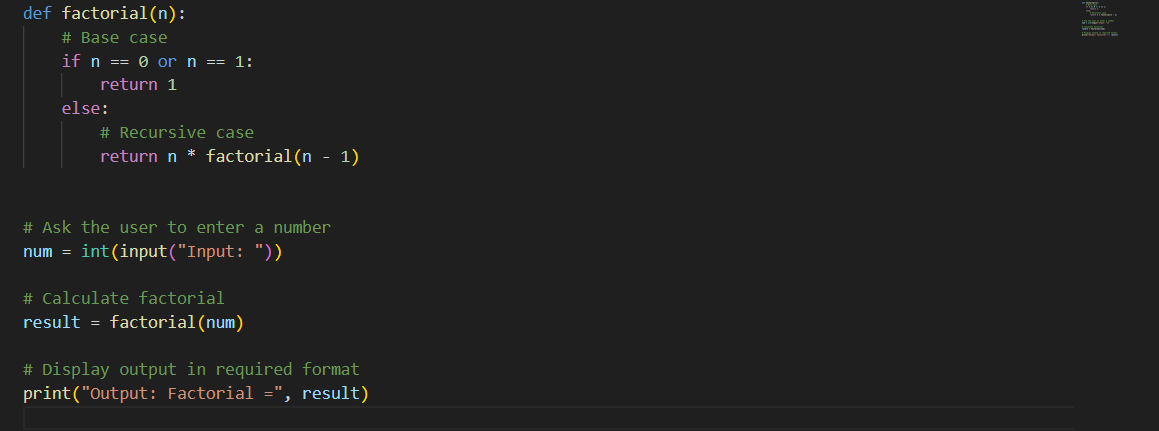 def factorial(n):
    # Base case
    if n == 0 or n == 1:
        return 1
    else:
        # Recursive case
        return n * factorial(n - 1)


# Ask the user to enter a number
num = int(input("Input: "))

# Calculate factorial
result = factorial(num)

# Display output in required format
print("Output: Factorial =", result)